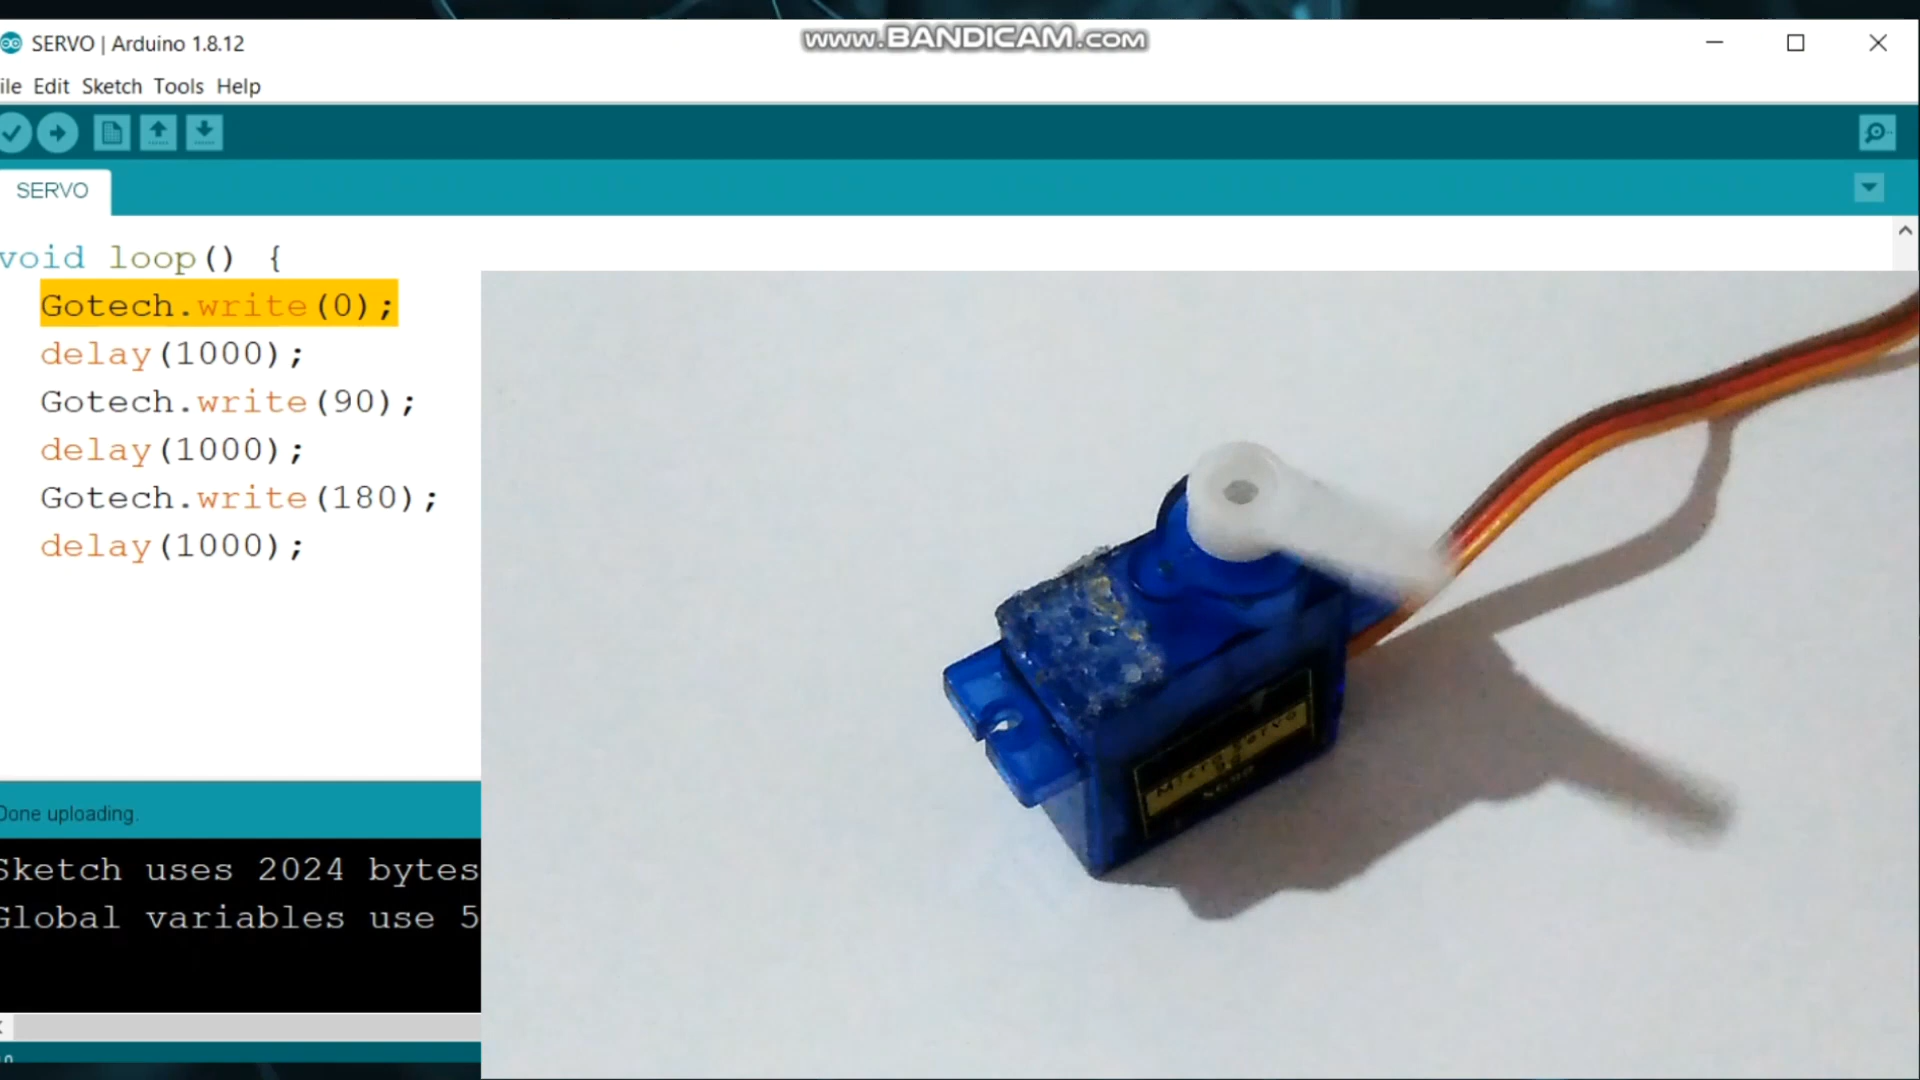 www.BANDICAM.com
SERVO | Arduino 1.8.12
ile Edit Sketch Tools Help
SERVO
void loop() {
Gotech.write(0);
delay(1000);
Gotech.write(90);
delay(1000);
Gotech.write(180);
delay(1000);
Micro Servo
Done uploading.
Sketch uses 2024 bytes
Global variables use 5